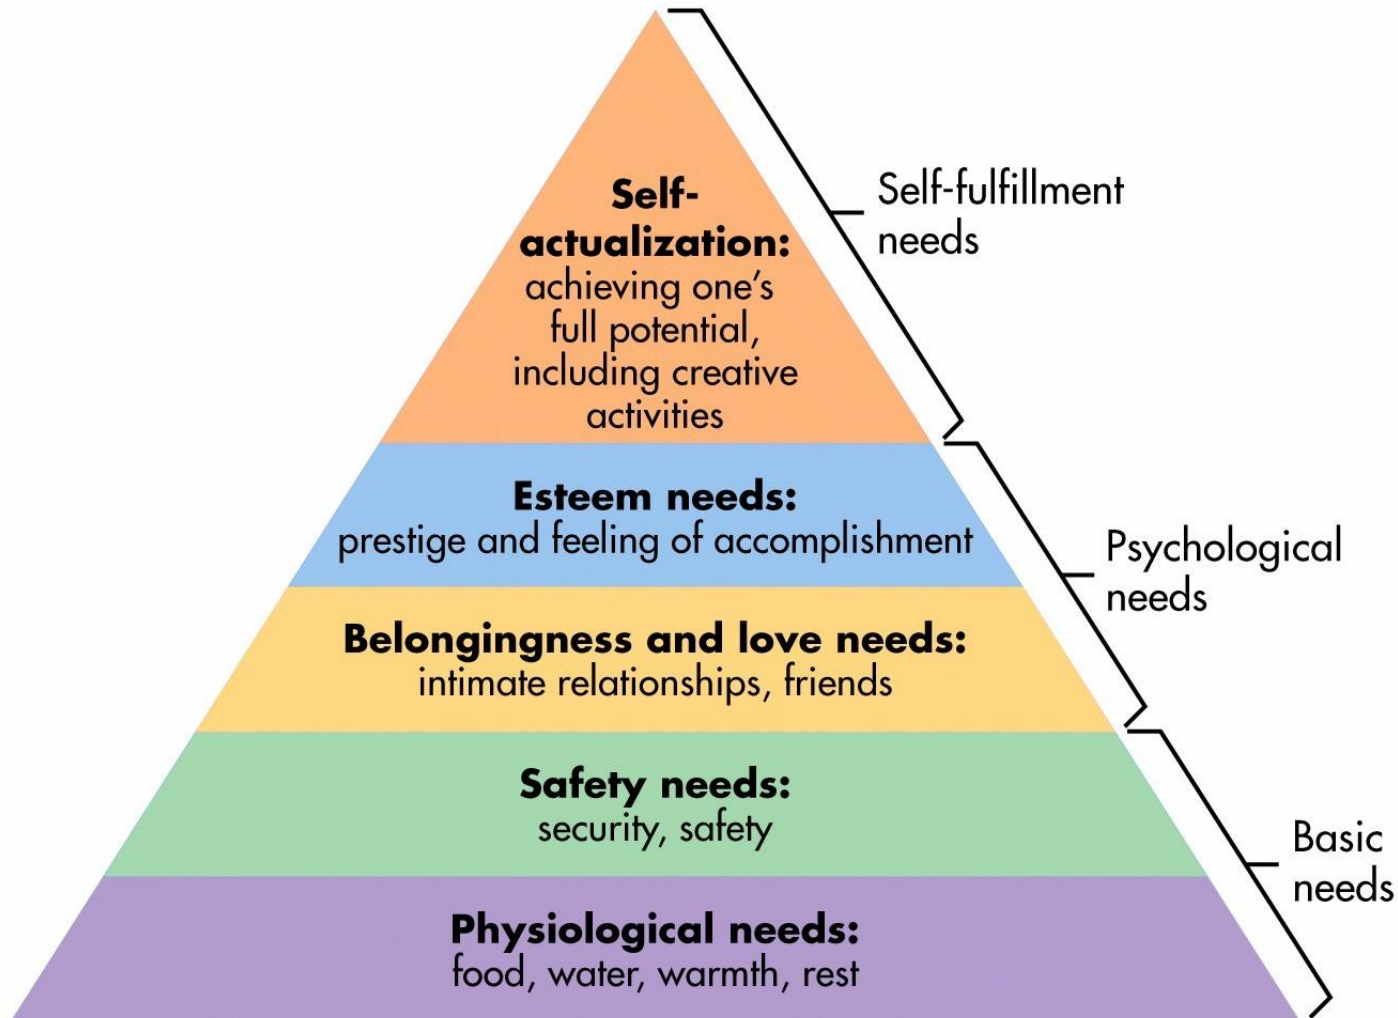 Self-
actualization:
achieving one's
full potential,
including creative
activities
Self-fulfillment
needs
Esteem needs:
prestige and feeling of accomplishment
Psychological
needs
Belongingness and love needs:
intimate relationships, friends
Safety needs:
security, safety
Basic
needs
Physiological needs:
food, water, warmth, rest